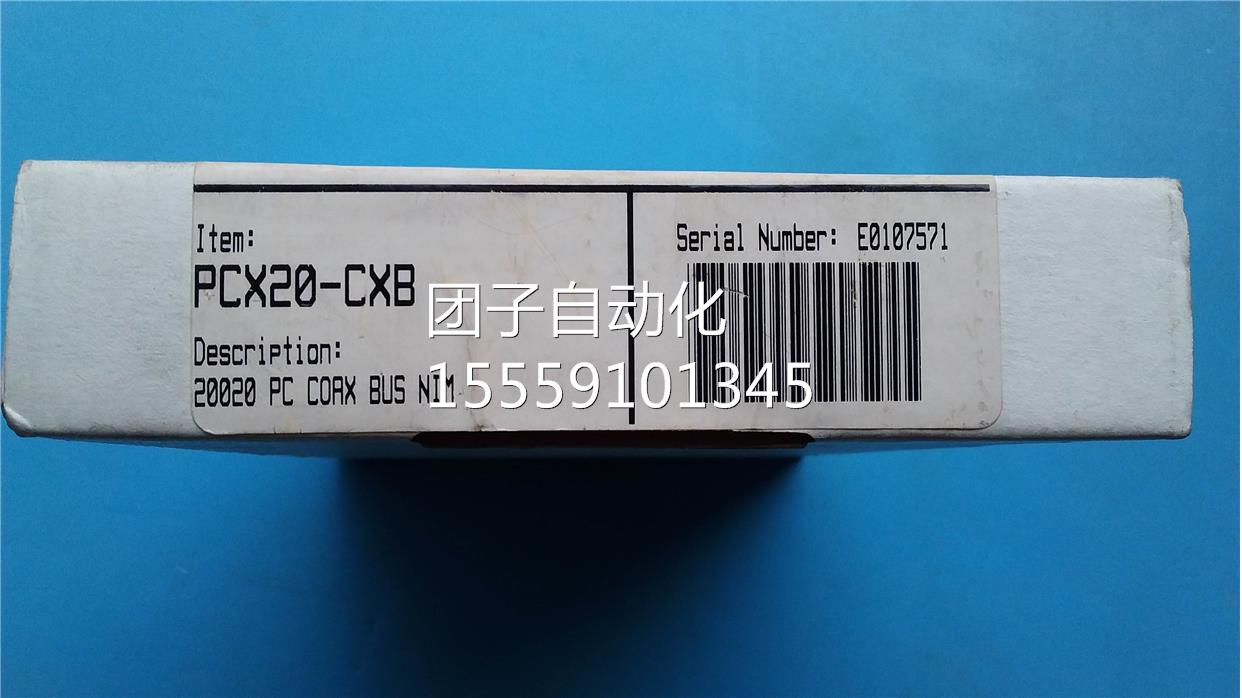 Item:
PCX20-CXB
Description:
20020 PC COAX BUS NIM
Serial Number: E0107571
团子自动化
15559101345